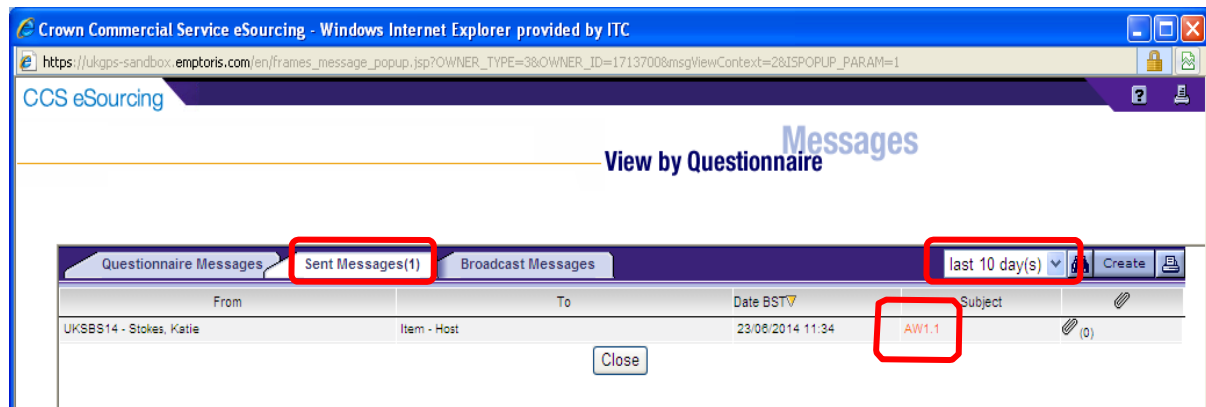 Crown Commercial Service eSourcing - Windows Internet Explorer provided by ITC
https://ukgps-sandbox.emptoris.com/en/frames_message_popup.jsp?OWNER_TYPE=3&OWNER_ID=1713700&msgViewContext=2&ISPOPUP_PARAM=1
CCS eSourcing ?
Messages
View by Questionnaire
Questionnaire Messages Sent Messages(1) Broadcast Messages last 10 day(s) Create
From To Date BST Subject
UKSBS14 - Stokes, Katie Item - Host 23/06/2014 11:34 AW1.1 (0)
Close